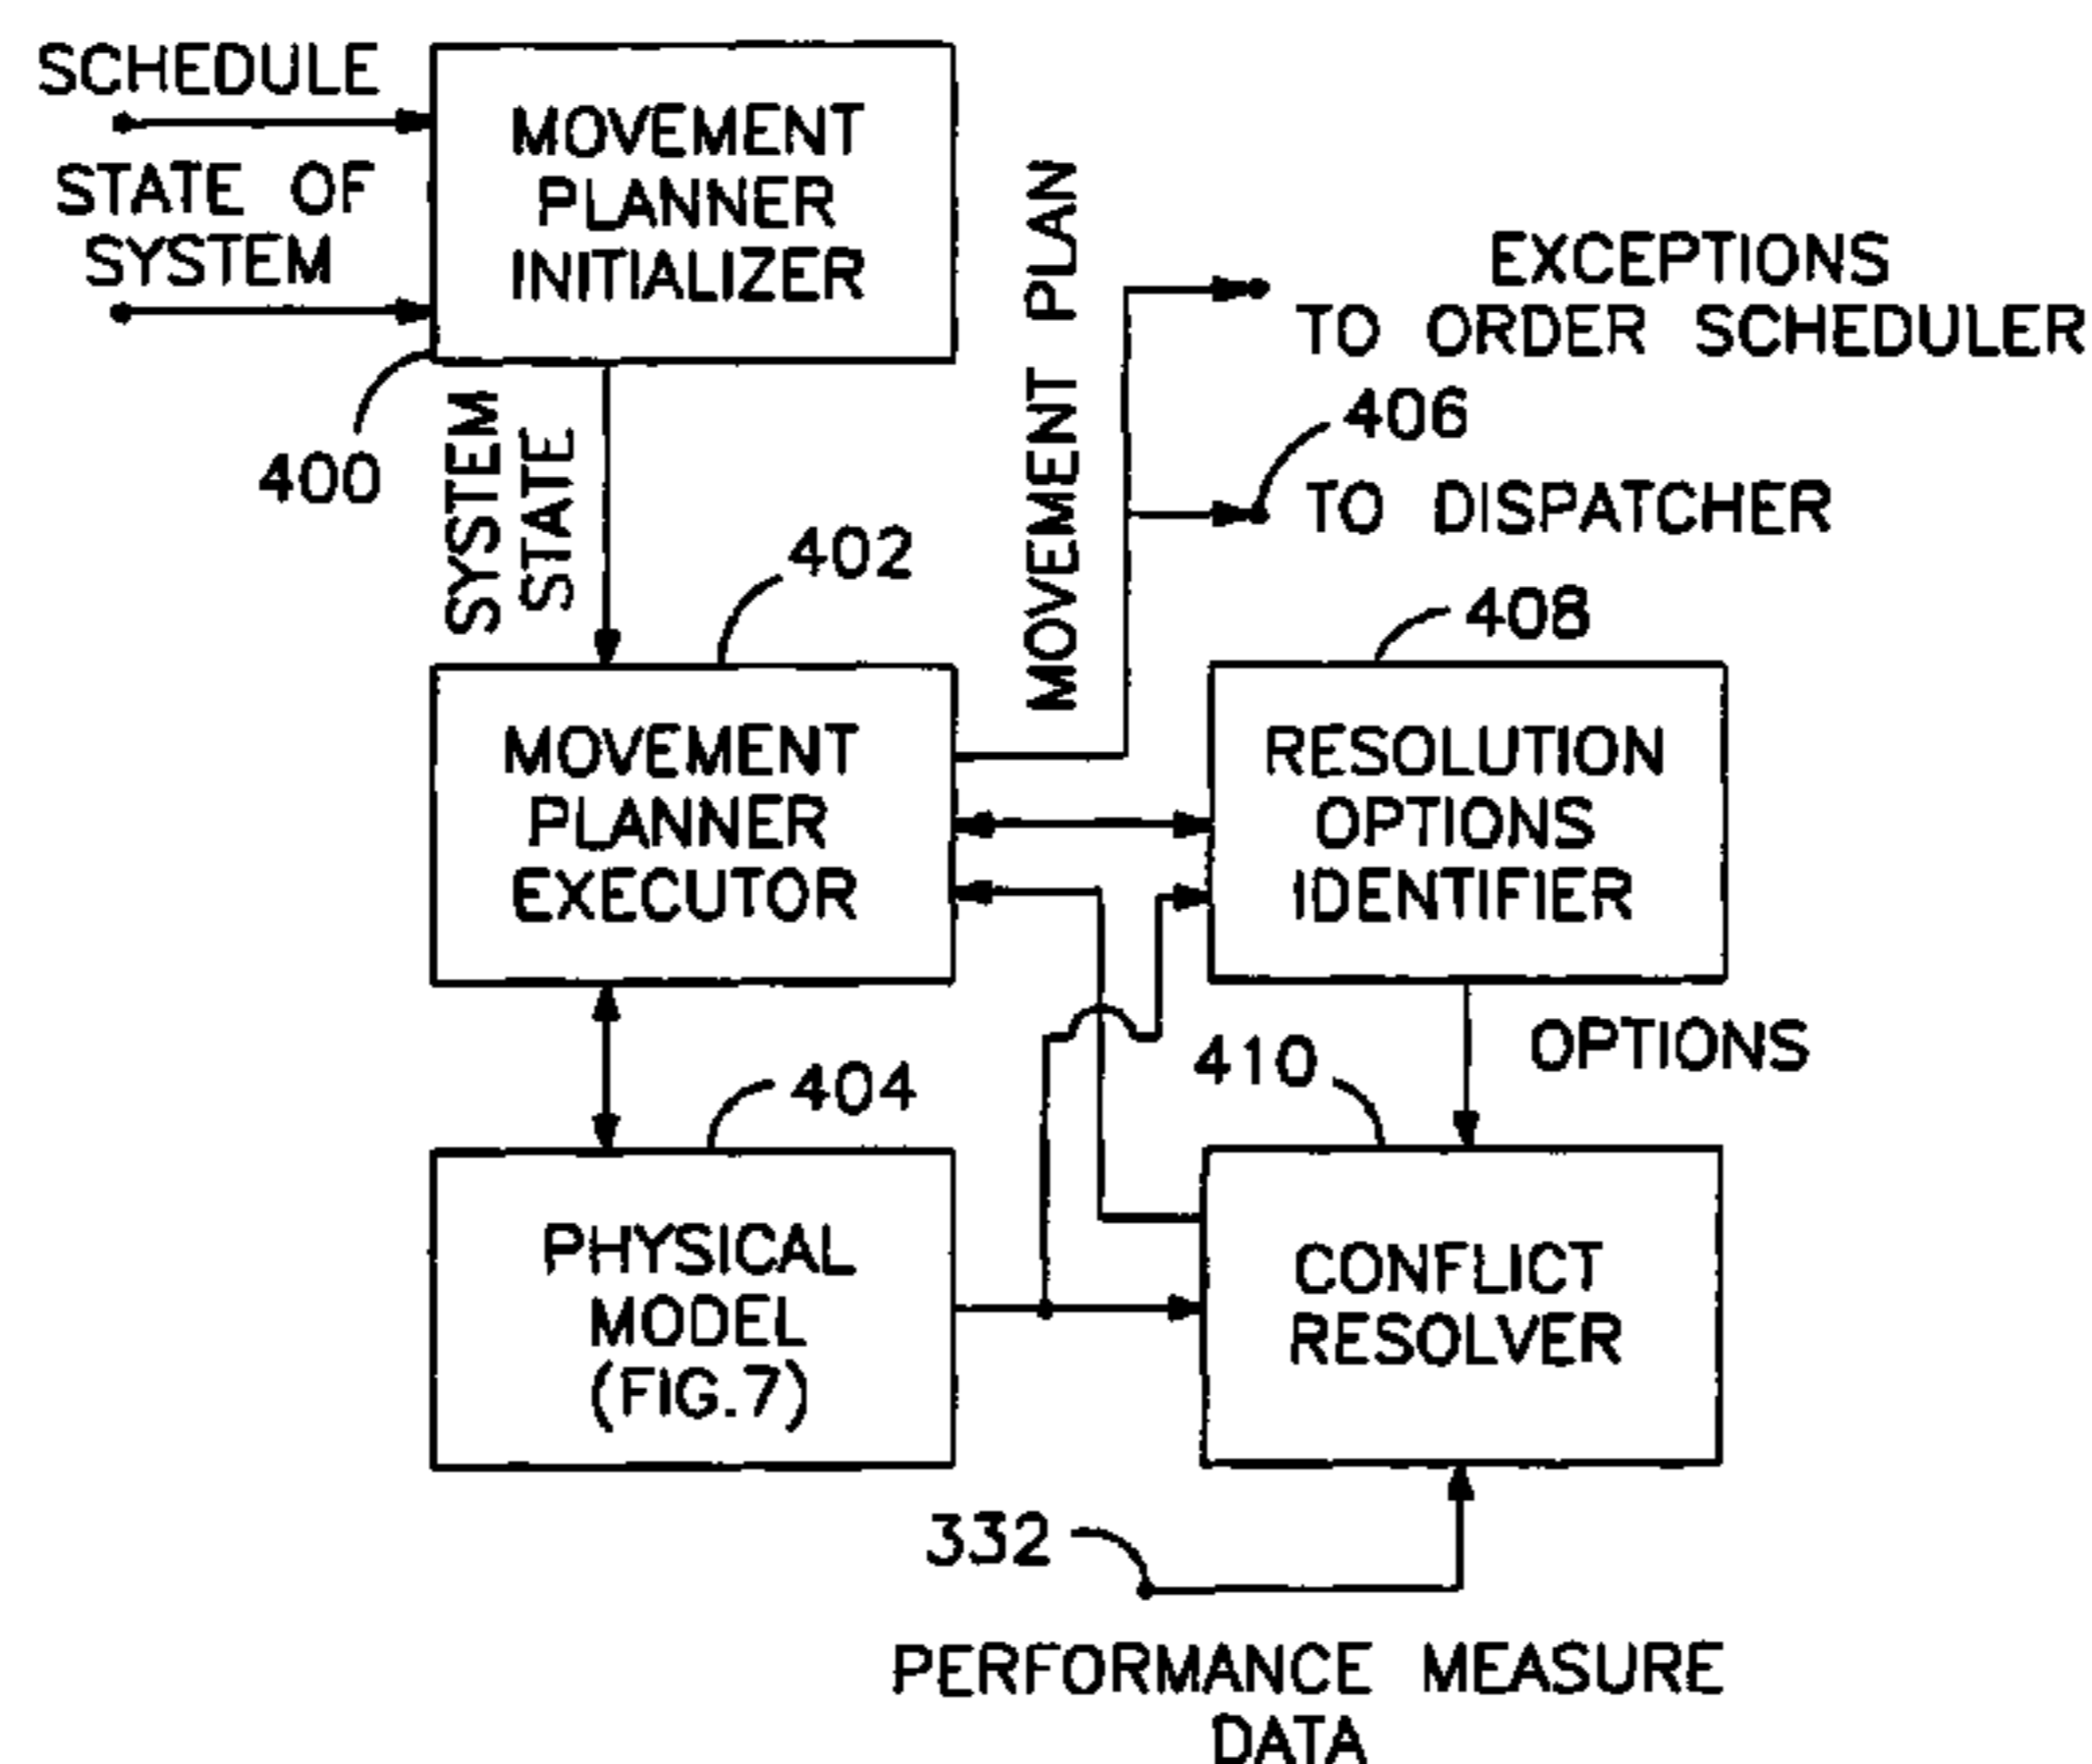 SCHEDULE
STATE OF
SYSTEM
400
MOVEMENT
PLANNER
INITIALIZER
SYSTEM
STATE
MOVEMENT PLAN
EXCEPTIONS
TO ORDER SCHEDULER
406
TO DISPATCHER
402
MOVEMENT
PLANNER
EXECUTOR
408
RESOLUTION
OPTIONS
IDENTIFIER
OPTIONS
404
PHYSICAL
MODEL
(FIG.7)
410
CONFLICT
RESOLVER
332
PERFORMANCE MEASURE
DATA